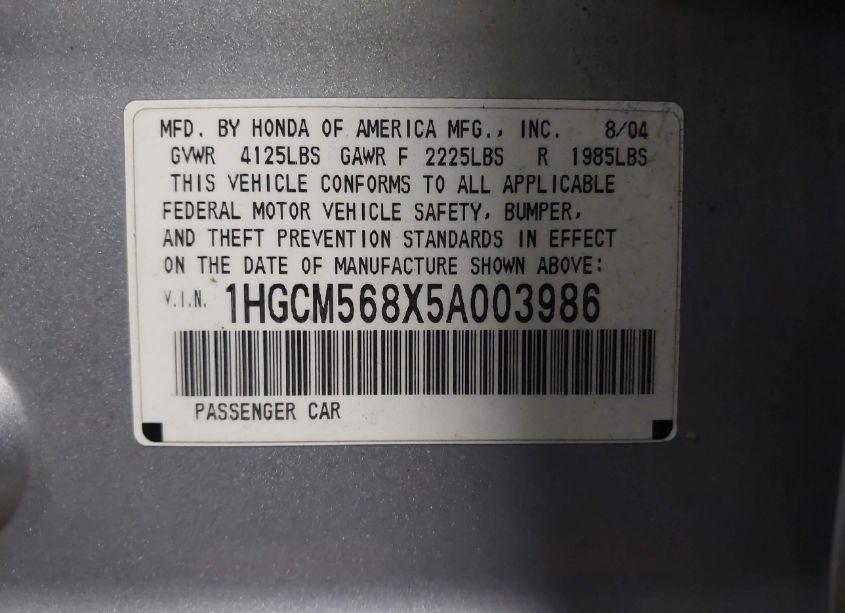 MFD. BY HONDA OF AMERICA MFG., INC. 8/04
GVWR 4125LBS GAWR F 2225LBS R 1985LBS
THIS VEHICLE CONFORMS TO ALL APPLICABLE
FEDERAL MOTOR VEHICLE SAFETY, BUMPER,
AND THEFT PREVENTION STANDARDS IN EFFECT
ON THE DATE OF MANUFACTURE SHOWN ABOVE:
V.I.N. 1HGCM568X5A003986
PASSENGER CAR